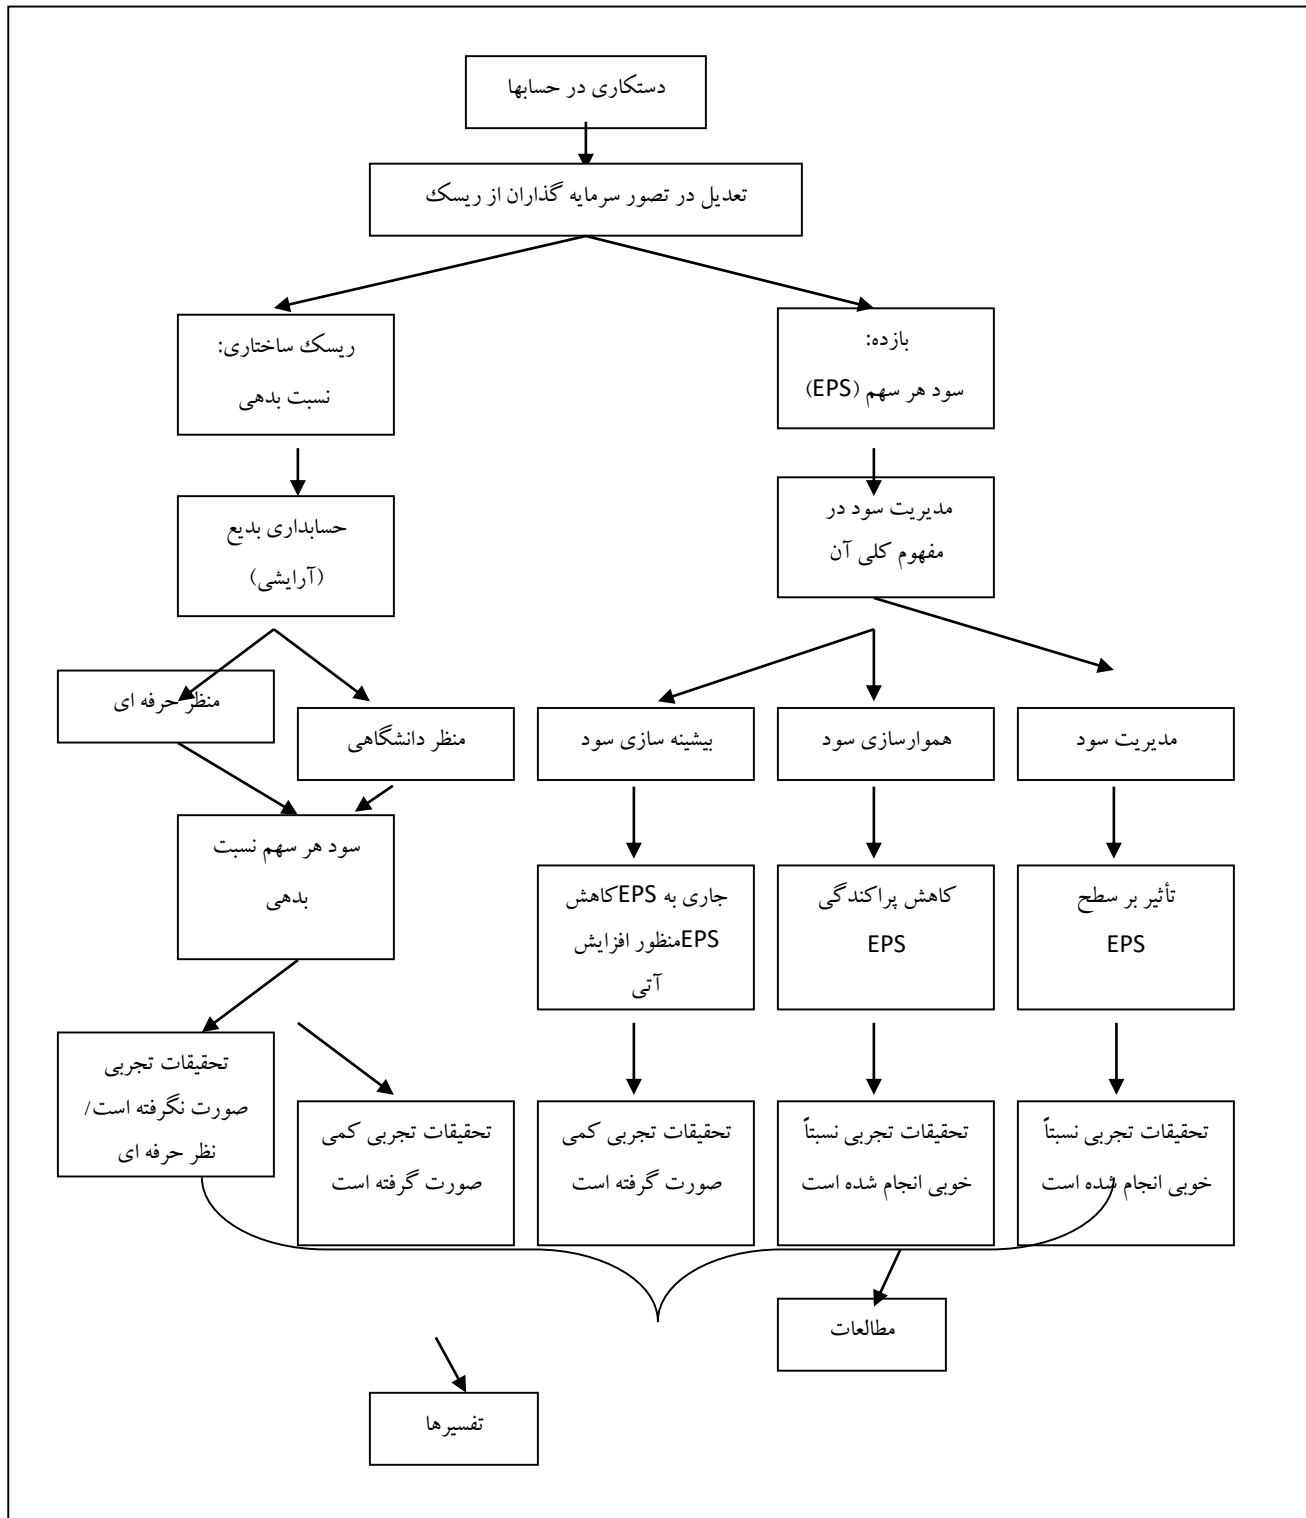 دستکاری در حسابها
تعدیل در تصور سرمایه گذاران از ریسک
بازده:
سود هر سهم (EPS)
ریسک ساختاری:
نسبت بدهی
مدیریت سود در
مفهوم کلی آن
حسابداری بدیع
(آرایشی)
مدیریت سود
هموارسازی سود
بیشینه سازی سود
منظر دانشگاهی
منظر حرفه ای
تأثیر بر سطح
EPS
کاهش پراکندگی
EPS
جاری به EPSکاهش
EPSمنظور افزایش
آتی
سود هر سهم نسبت
بدهی
تحقیقات تجربی نسبتاً
خوبی انجام شده است
تحقیقات تجربی نسبتاً
خوبی انجام شده است
تحقیقات تجربی کمی
صورت گرفته است
تحقیقات تجربی کمی
صورت گرفته است
تحقیقات تجربی
صورت نگرفته است/
نظر حرفه ای
مطالعات
تفسیرها